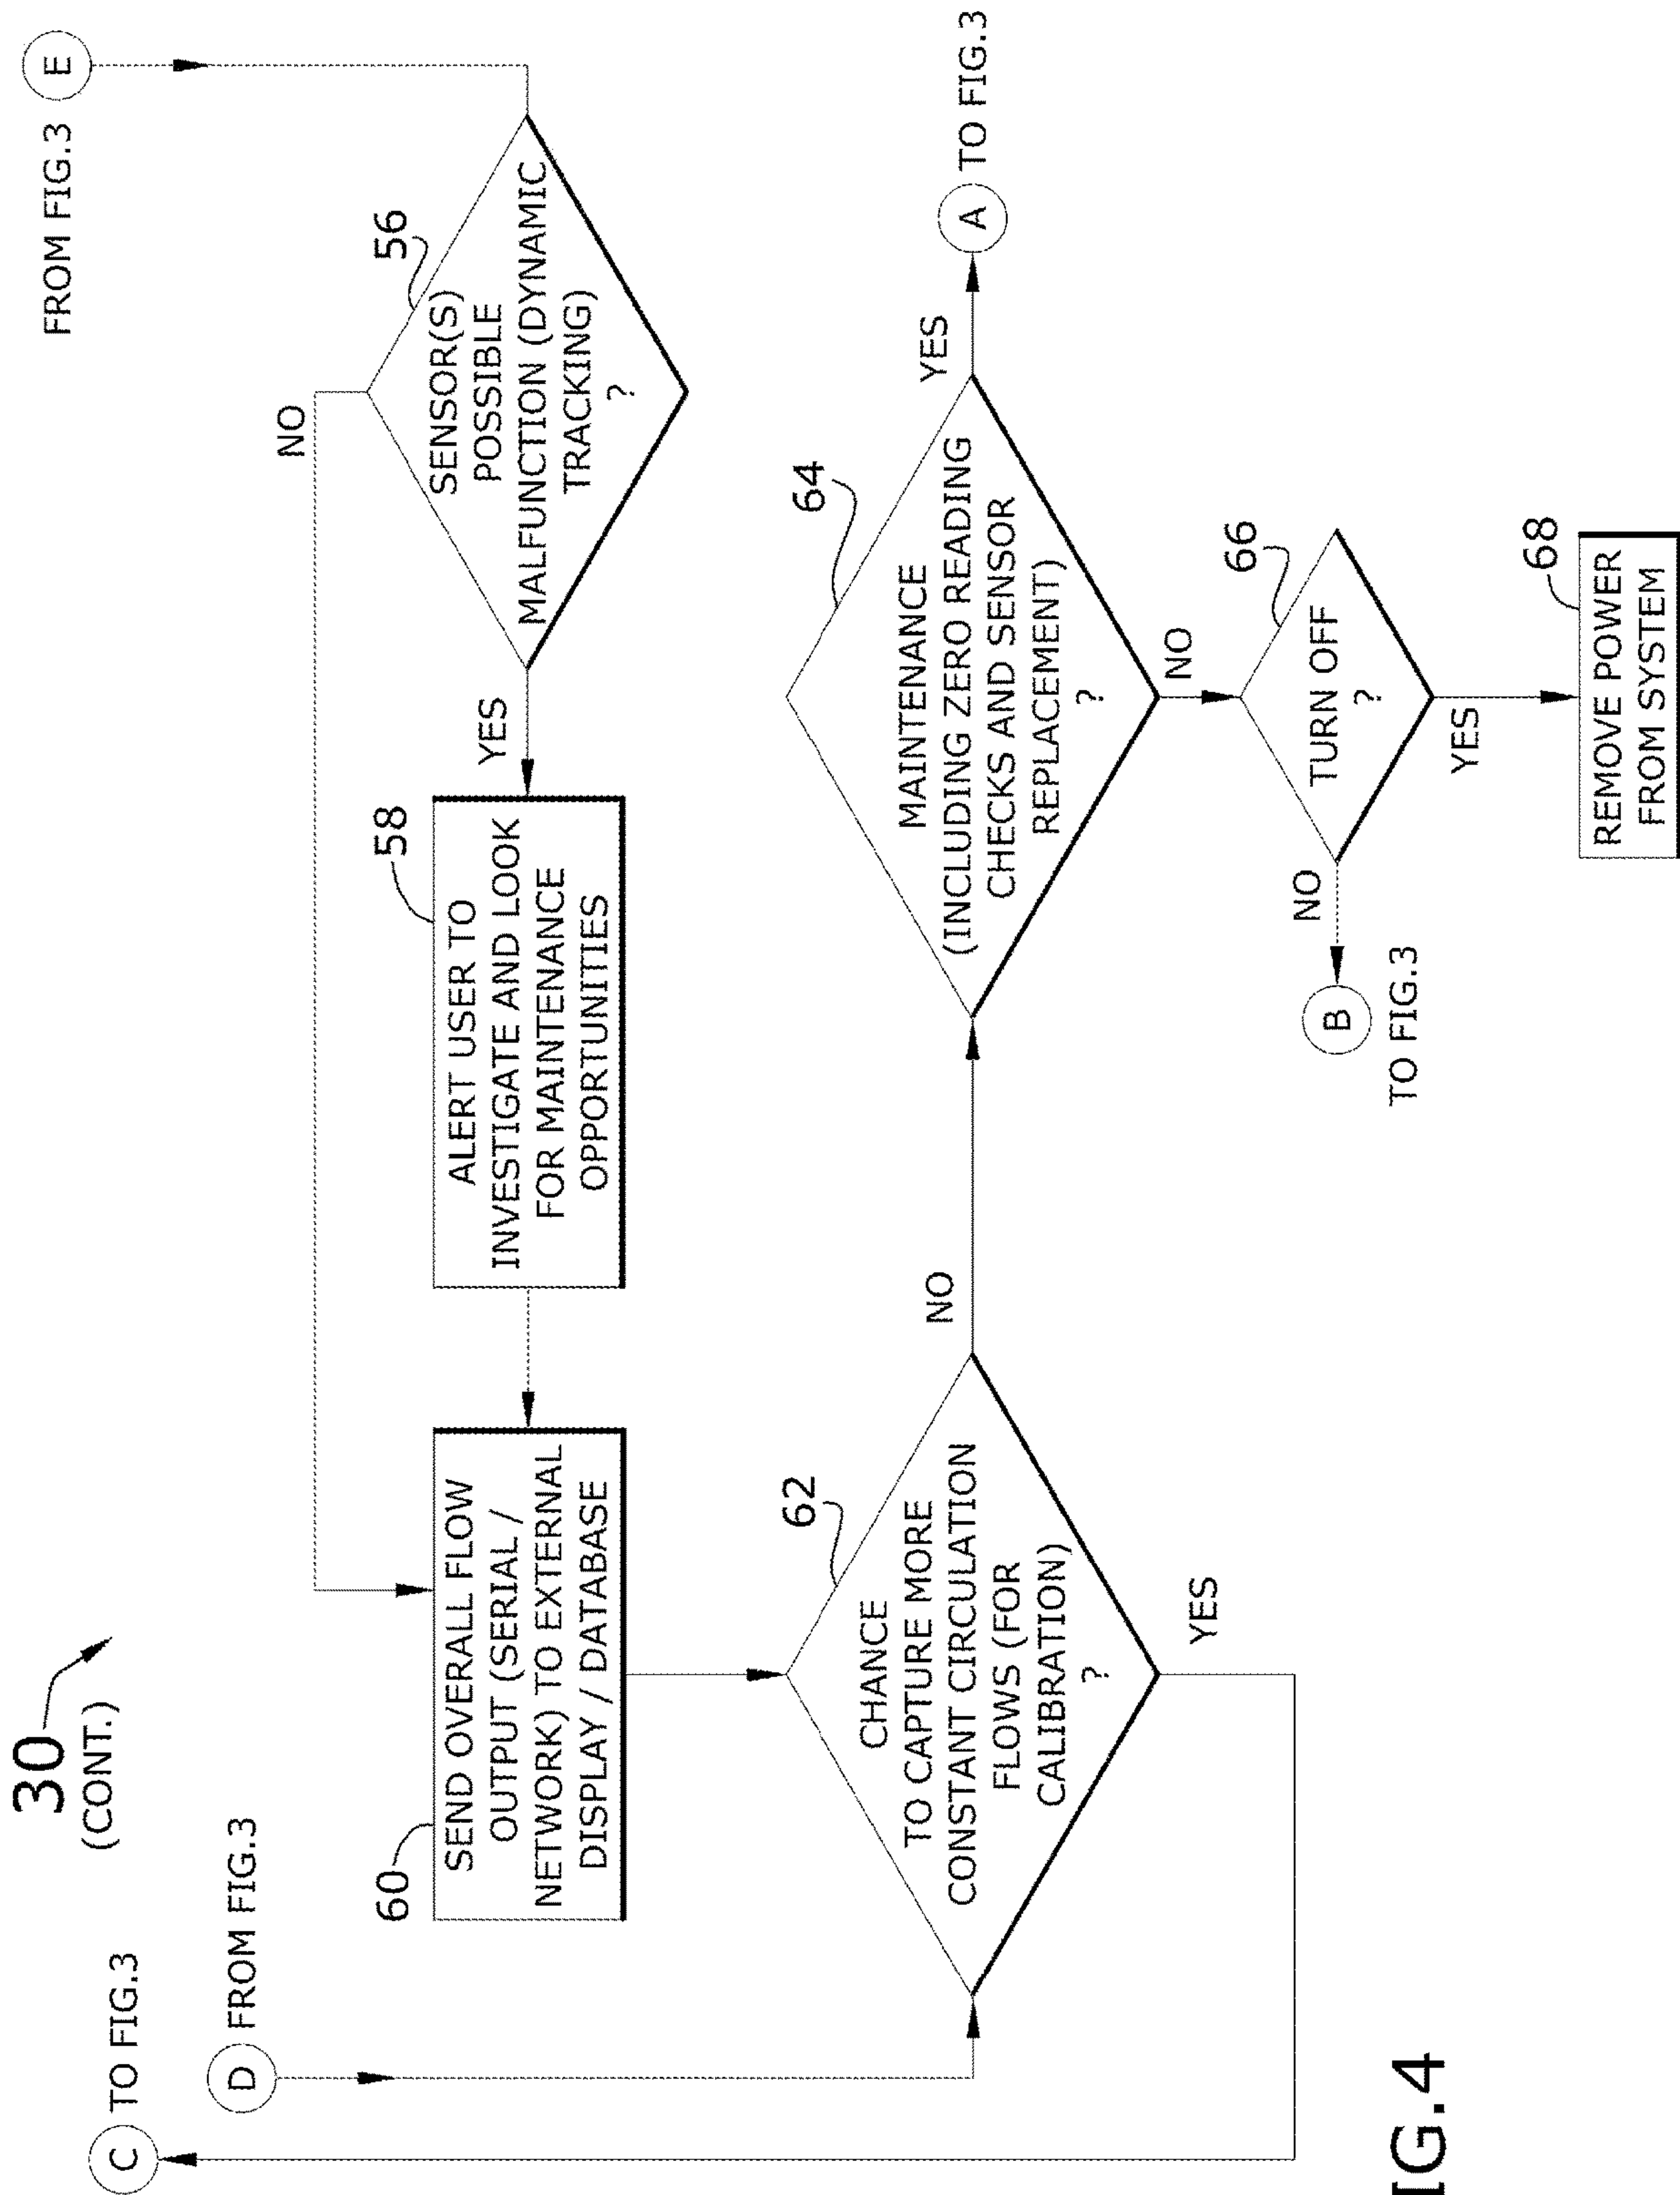 30
(CONT.)
C
TO FIG.3
D
FROM FIG.3
FROM FIG.3
E
NO
56
SENSOR(S)
POSSIBLE
MALFUNCTION (DYNAMIC
TRACKING)
?
YES
58
ALERT USER TO
INVESTIGATE AND LOOK
FOR MAINTENANCE
OPPORTUNITIES
60
SEND OVERALL FLOW
OUTPUT (SERIAL /
NETWORK) TO EXTERNAL
DISPLAY / DATABASE
62
CHANCE
TO CAPTURE MORE
CONSTANT CIRCULATION
FLOWS (FOR
CALIBRATION)
?
YES
NO
64
MAINTENANCE
(INCLUDING ZERO READING
CHECKS AND SENSOR
REPLACEMENT)
?
YES
A
TO FIG.3
NO
66
TURN OFF
?
NO
B
TO FIG.3
YES
68
REMOVE POWER
FROM SYSTEM
IG.4